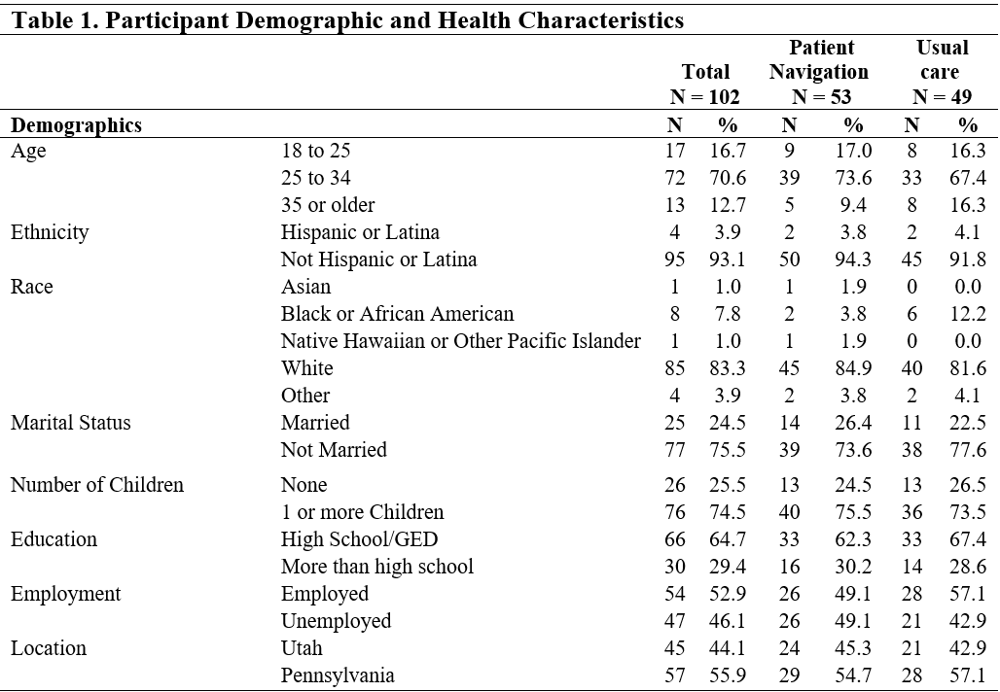 Table 1. Participant Demographic and Health Characteristics
Patient Usual
Total Navigation care
N = 102 N = 53 N = 49
Demographics N % N % N %
Age 18 to 25 17 16.7 9 17.0 8 16.3
25 to 34 72 70.6 39 73.6 33 67.4
35 or older 13 12.7 5 9.4 8 16.3
Ethnicity Hispanic or Latina 4 3.9 2 3.8 2 4.1
Not Hispanic or Latina 95 93.1 50 94.3 45 91.8
Race Asian 1 1.0 1 1.9 0 0.0
Black or African American 8 7.8 2 3.8 6 12.2
Native Hawaiian or Other Pacific Islander 1 1.0 1 1.9 0 0.0
White 85 83.3 45 84.9 40 81.6
Other 4 3.9 2 3.8 2 4.1
Marital Status Married 25 24.5 14 26.4 11 22.5
Not Married 77 75.5 39 73.6 38 77.6
Number of Children None 26 25.5 13 24.5 13 26.5
1 or more Children 76 74.5 40 75.5 36 73.5
Education High School/GED 66 64.7 33 62.3 33 67.4
More than high school 30 29.4 16 30.2 14 28.6
Employment Employed 54 52.9 26 49.1 28 57.1
Unemployed 47 46.1 26 49.1 21 42.9
Location Utah 45 44.1 24 45.3 21 42.9
Pennsylvania 57 55.9 29 54.7 28 57.1